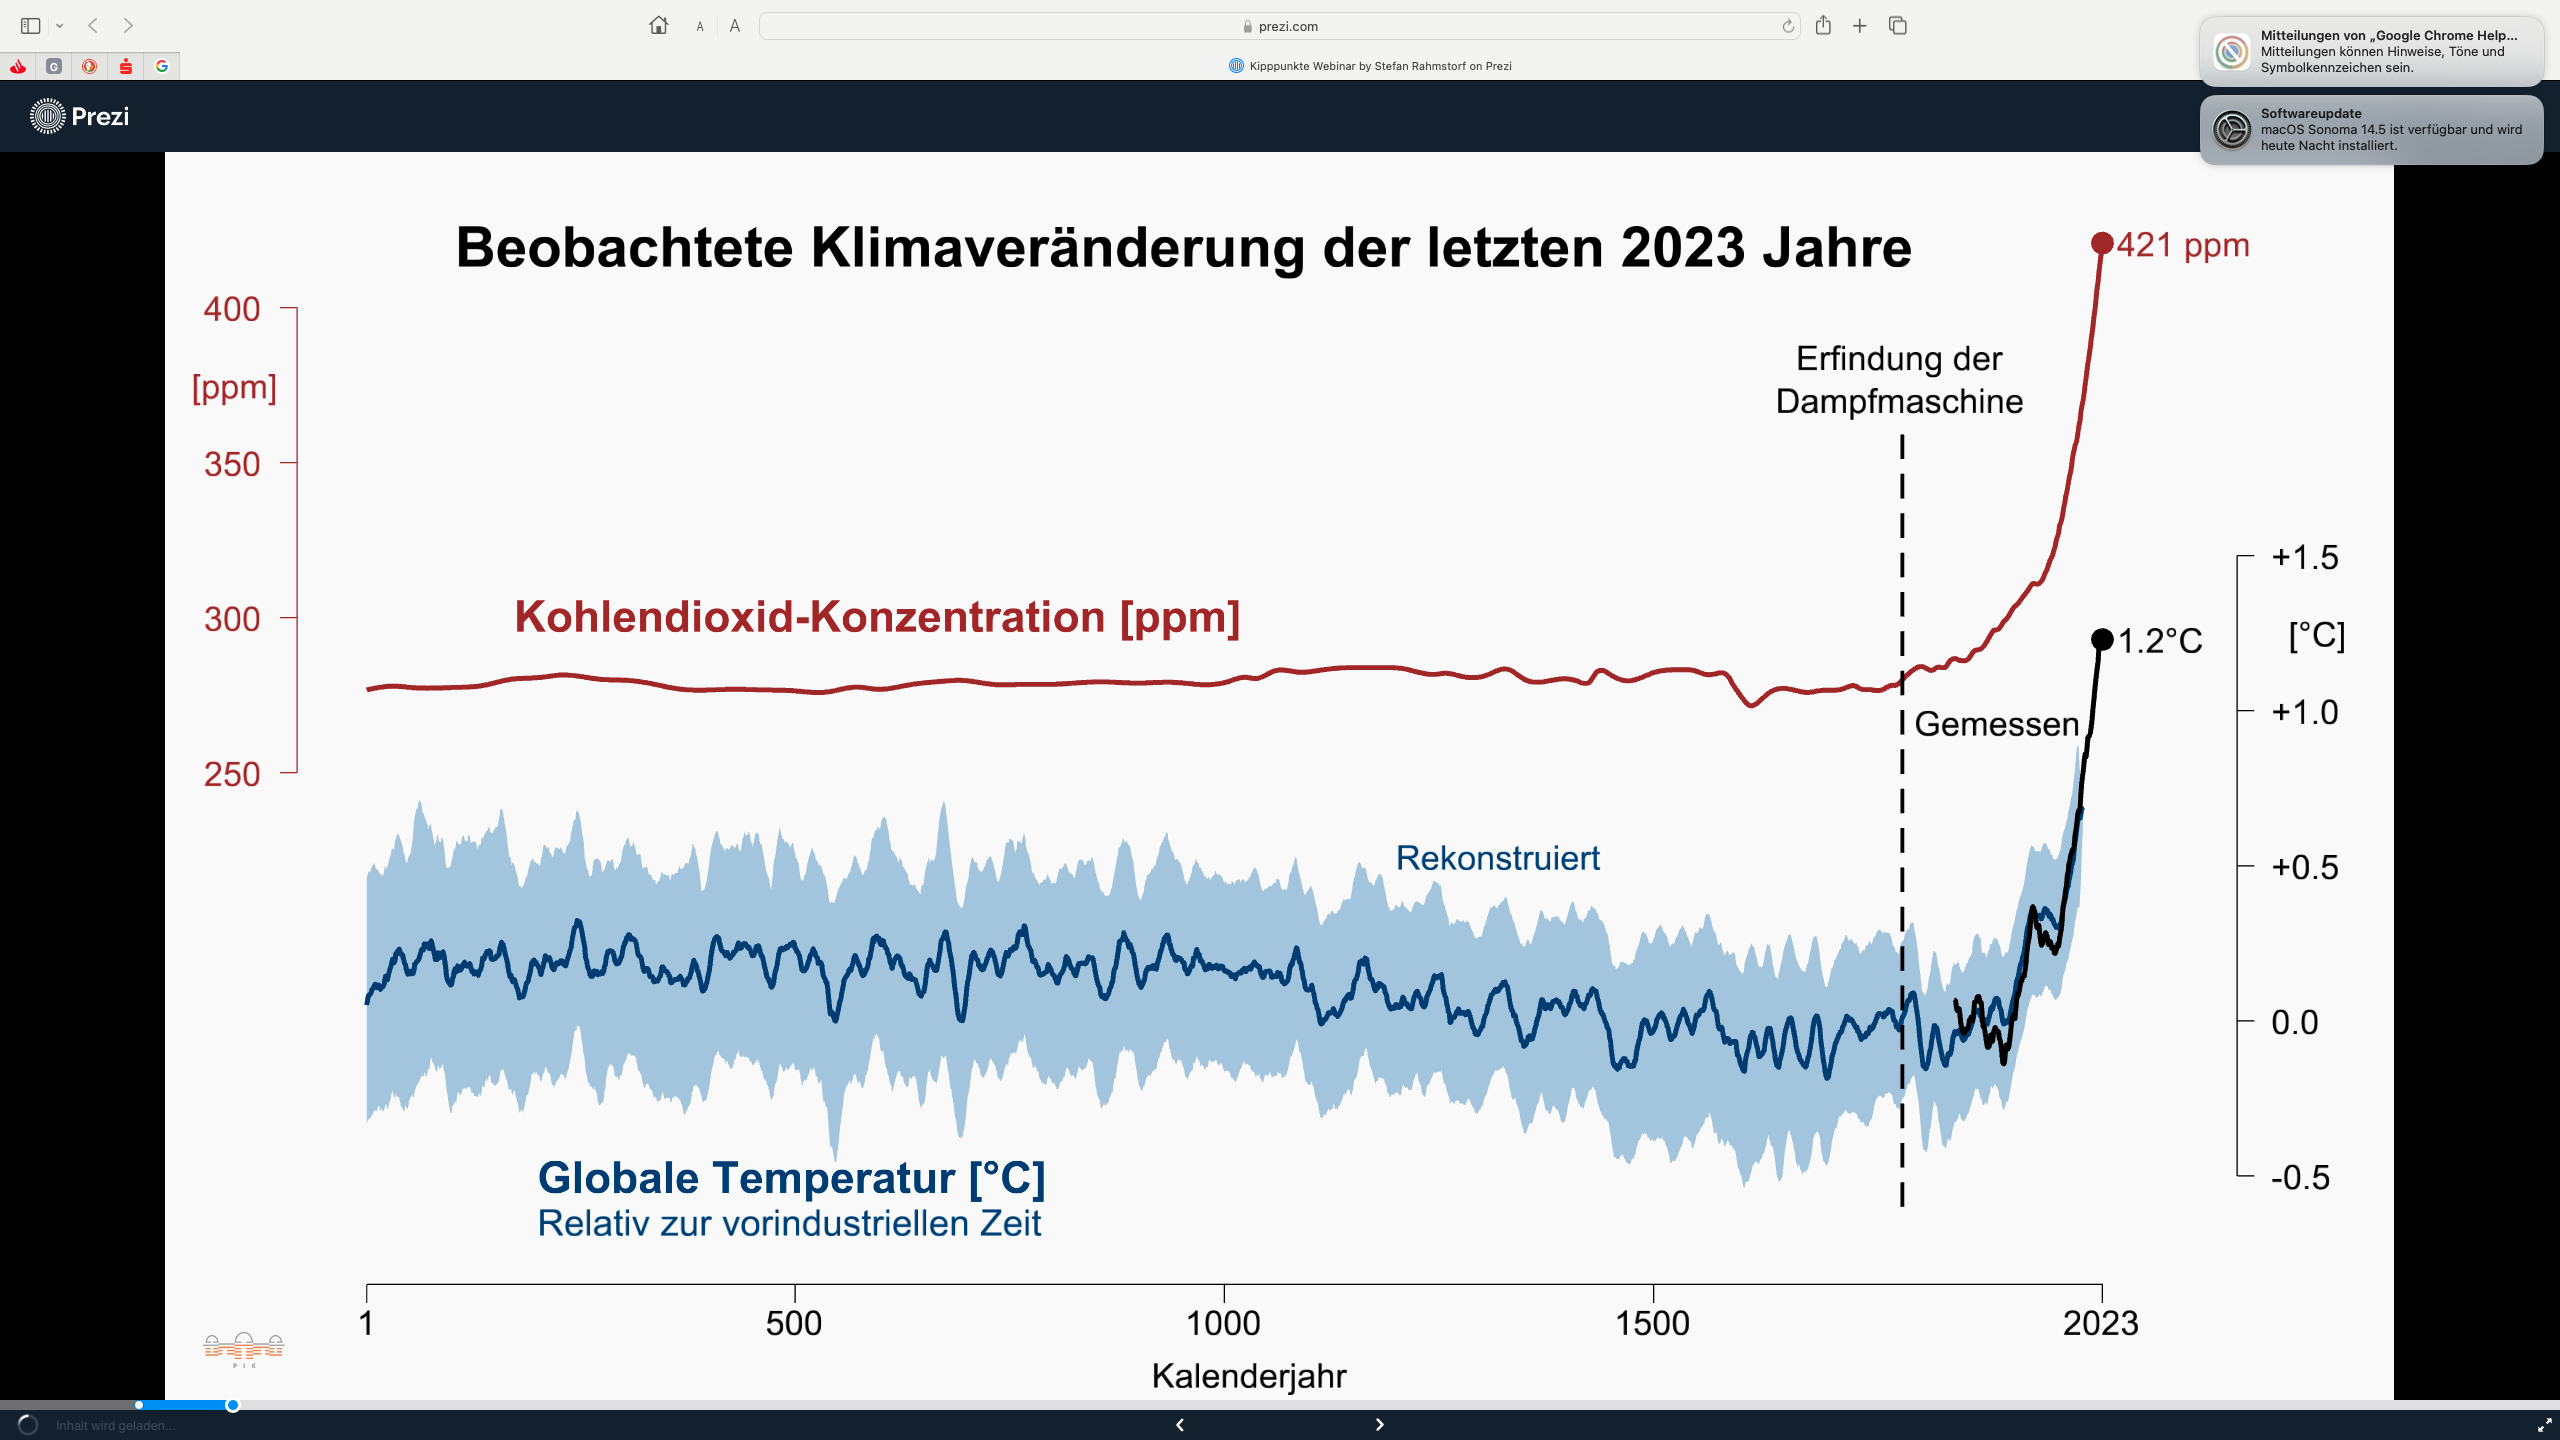 A A
prezi.com
G
Kipppunkte Webinar by Stefan Rahmstorf on Prezi
Mitteilungen von „Google Chrome Help...
Mitteilungen können Hinweise, Töne und
Symbolkennzeichen sein.
Prezi
Softwareupdate
macOS Sonoma 14.5 ist verfügbar und wird
heute Nacht installiert.
Beobachtete Klimaveränderung der letzten 2023 Jahre
421 ppm
400
[ppm]
350
300
250
Erfindung der
Dampfmaschine
Kohlendioxid-Konzentration [ppm]
+1.5
[°C]
1.2°C
+1.0
Gemessen
Rekonstruiert
+0.5
0.0
-0.5
Globale Temperatur [°C]
Relativ zur vorindustriellen Zeit
1
500
1000
1500
2023
Kalenderjahr
PIK
Inhalt wird geladen...